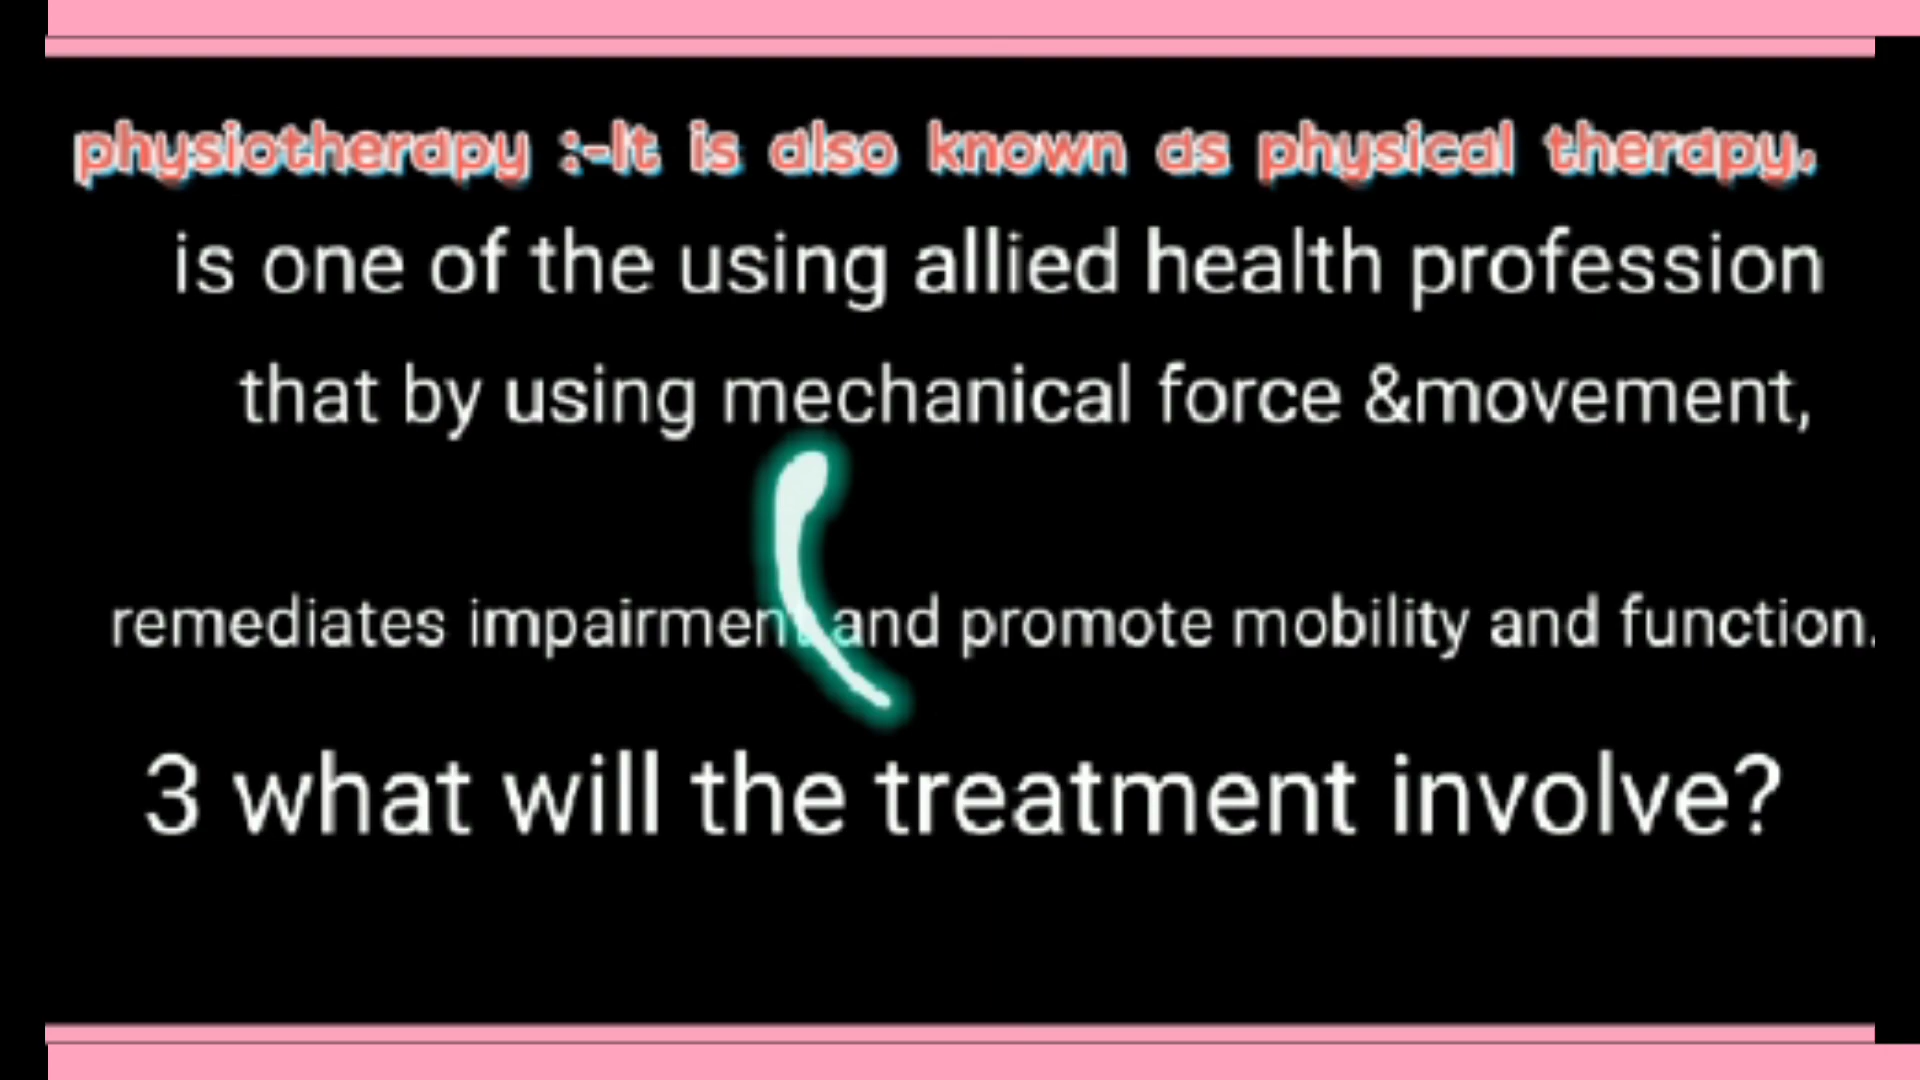 physiotherapy :-It is also known as physical therapy.
is one of the using allied health profession
that by using mechanical force &movement,
remediates impairment and promote mobility and function.
3 what will the treatment involve?